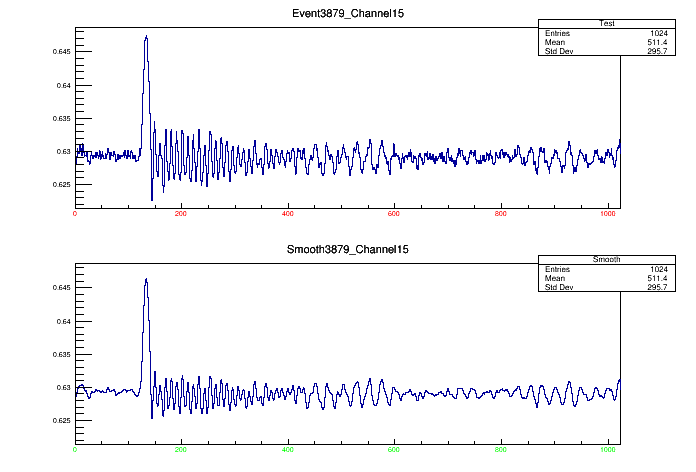 Event3879_Channel15
Test
Entries 1024
Mean 511.4
Std Dev 295.7
0.645
0.64
0.635
0.63
0.625
0 200 400 600 800 1000
Smooth3879_Channel15
Smooth
Entries 1024
Mean 511.4
Std Dev 295.7
0.645
0.64
0.635
0.63
0.625
0 200 400 600 800 1000